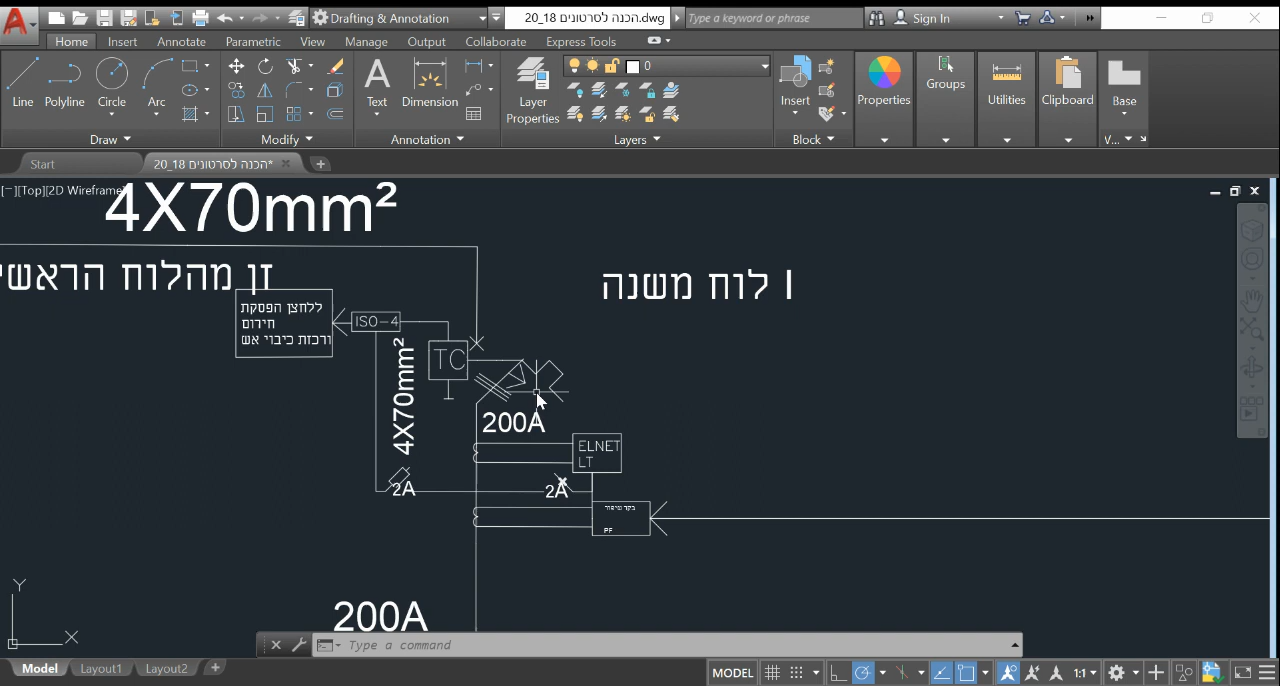 Drafting & Annotation
20_18 הכנה לסרטונים.dwg
Type a keyword or phrase
Sign In
Home
Insert
Annotate
Parametric
View
Manage
Output
Collaborate
Express Tools
Line
Polyline
Circle
Arc
Text
Dimension
Layer
Properties
0
Insert
Properties
Groups
Utilities
Clipboard
Base
Draw
Modify
Annotation
Layers
Block
V...
Start
20_18 הכנה לסרטונים*
[−][Top][2D Wireframe]
4X70mm²
זן מהלוח הראשי
לוח משנה I
ללחצן הפסקת
חירום
ורכזת כיבוי אש
ISO-4
TC
4X70mm²
200A
ELNET
LT
2A
2A
בקר שיפור
PF
200A
Y
X
Type a command
Model
Layout1
Layout2
MODEL
1:1